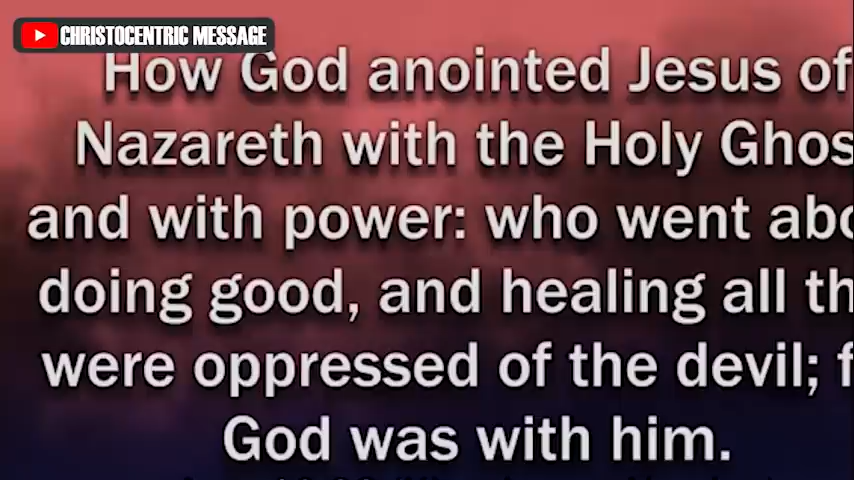 CHRISTOCENTRIC MESSAGE
How God anointed Jesus of
Nazareth with the Holy Ghos
and with power: who went abo
doing good, and healing all th
were oppressed of the devil; f
God was with him.